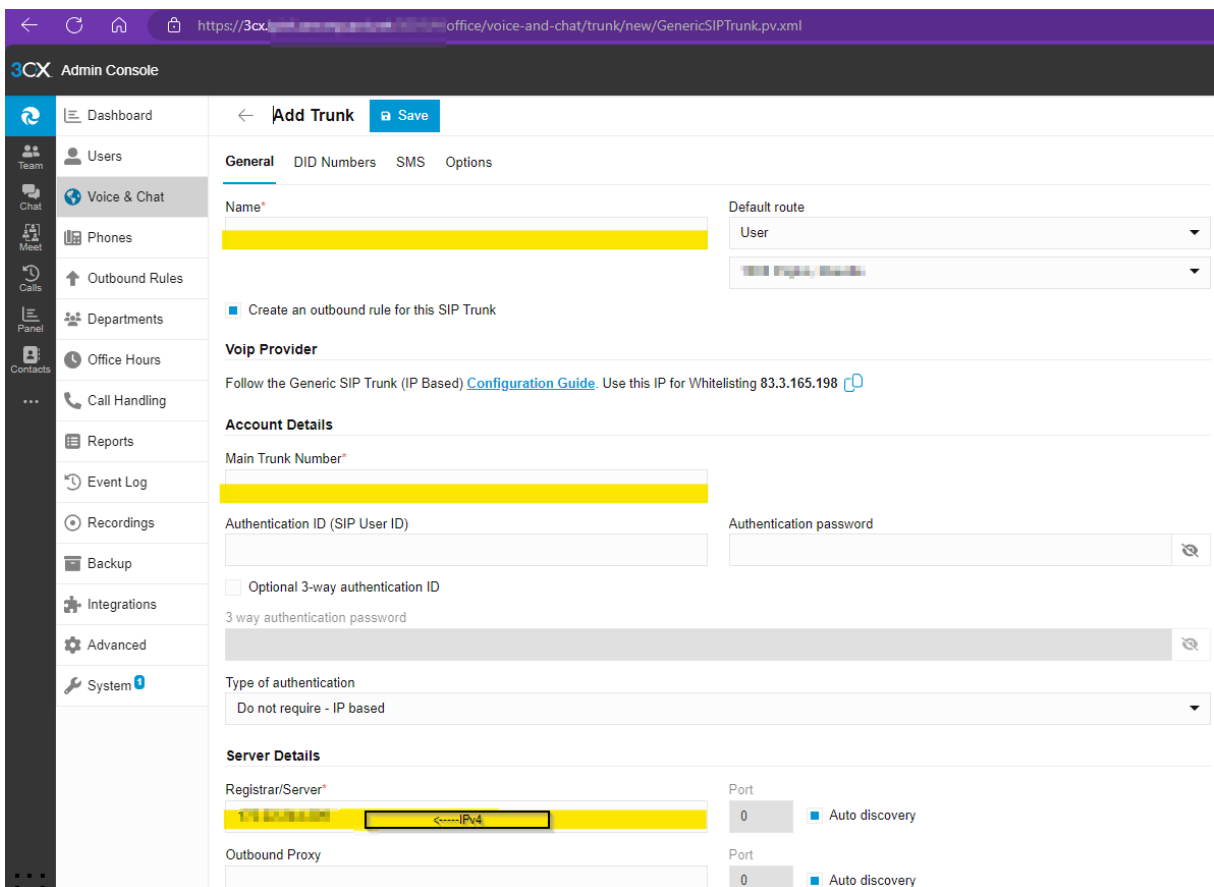 https://3cx.
office/voice-and-chat/trunk/new/GenericSIPTrunk.pv.xml
3CX Admin Console
Team
Chat
Meet
Calls
Panel
Contacts
Dashboard
Users
Voice & Chat
Phones
Outbound Rules
Departments
Office Hours
Call Handling
Reports
Event Log
Recordings
Backup
Integrations
Advanced
System 1
Add Trunk Save
General DID Numbers SMS Options
Name* Default route
User
Create an outbound rule for this SIP Trunk
Voip Provider
Follow the Generic SIP Trunk (IP Based) Configuration Guide. Use this IP for Whitelisting 83.3.165.198
Account Details
Main Trunk Number*
Authentication ID (SIP User ID) Authentication password
Optional 3-way authentication ID
3 way authentication password
Type of authentication
Do not require - IP based
Server Details
Registrar/Server* Port
<-----IPv4 0 Auto discovery
Outbound Proxy Port
0 Auto discovery